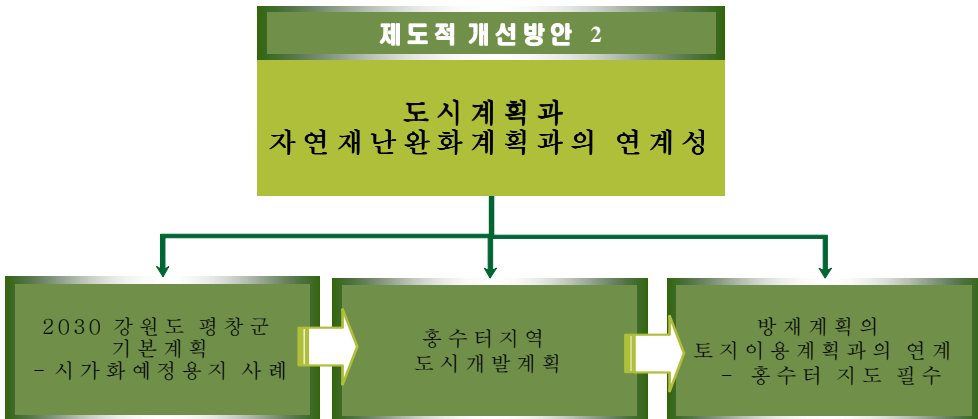 제도적 개선방안 2
도시계획과
자연재난완화계획과의 연계성
2030 강원도 평창군
기본계획
- 시가화예정용지 사례
홍수터지역
도시개발계획
방재계획의
토지이용계획과의 연계
- 홍수터 지도 필수